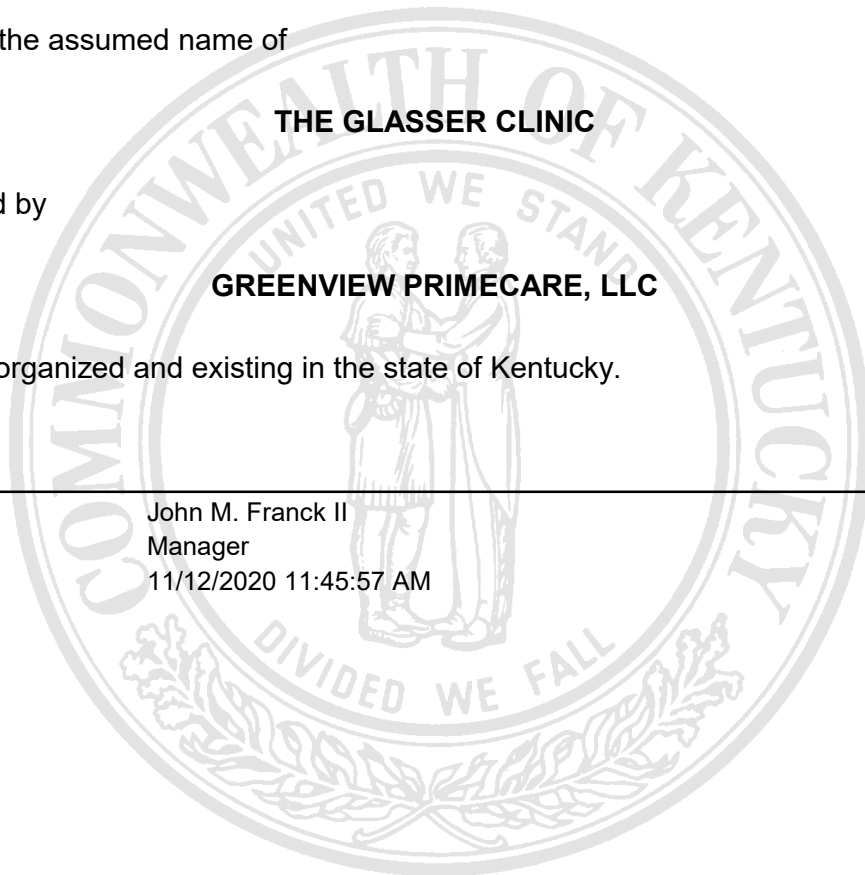 the assumed name of
THE GLASSER CLINIC
d by
GREENVIEW PRIMECARE, LLC
organized and existing in the state of Kentucky.
John M. Franck II
Manager
11/12/2020 11:45:57 AM
COMMONWEALTH OF KENTUCKY
UNITED WE STAND
DIVIDED WE FALL